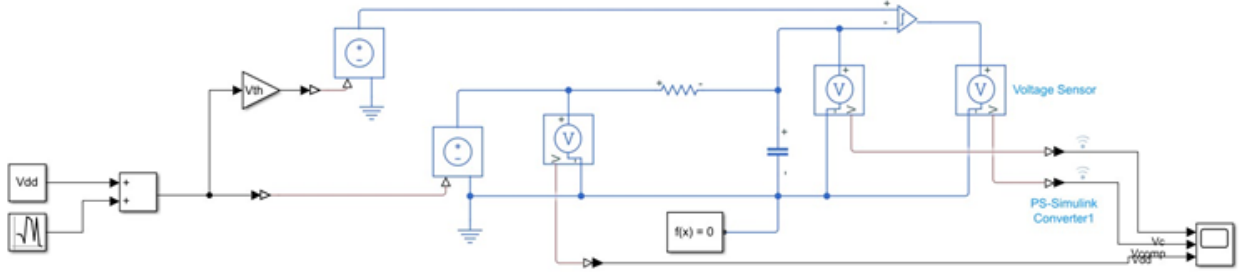 Vth
Voltage Sensor
Vdd
f(x) = 0
PS-Simulink
Converter1
Vc
Vcomp
Vdd